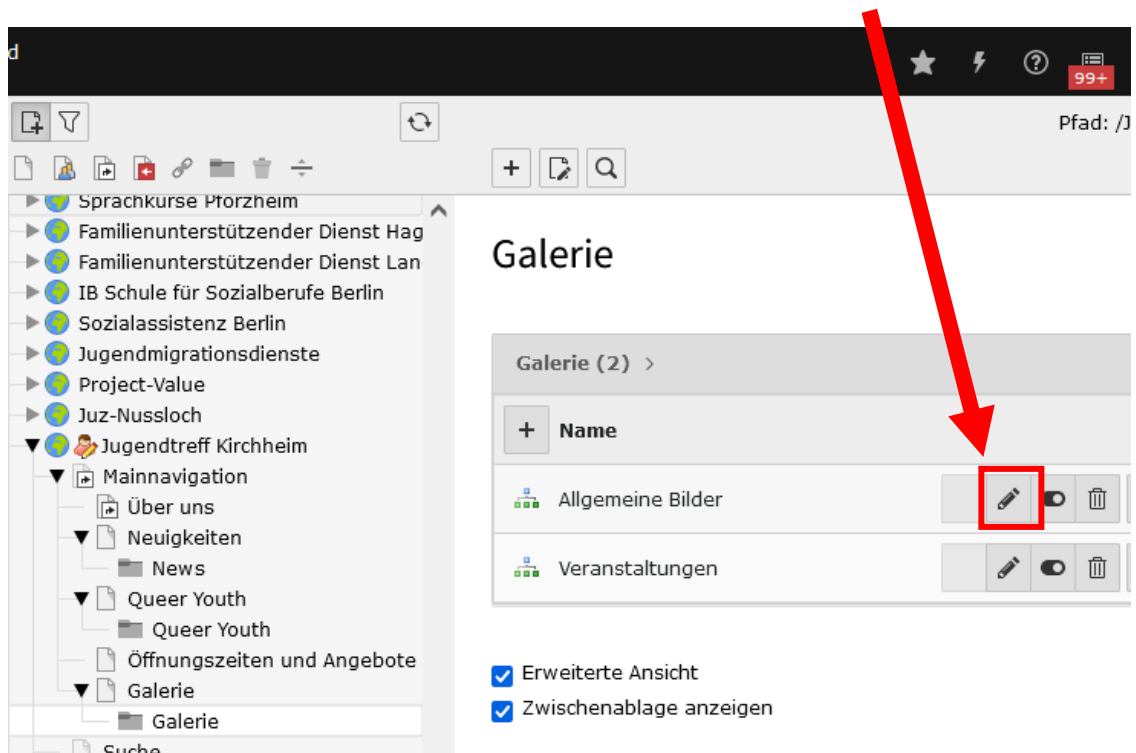 d
99+
Pfad: /J
Sprachkurse Pforzheim
Familienunterstützender Dienst Hag
Familienunterstützender Dienst Lan
IB Schule für Sozialberufe Berlin
Sozialassistenz Berlin
Jugendmigrationsdienste
Project-Value
Juz-Nussloch
Jugendtreff Kirchheim
Mainnavigation
Über uns
Neuigkeiten
News
Queer Youth
Queer Youth
Öffnungszeiten und Angebote
Galerie
Galerie
Suche
Galerie
Galerie (2) >
Name
Allgemeine Bilder
Veranstaltungen
Erweiterte Ansicht
Zwischenablage anzeigen